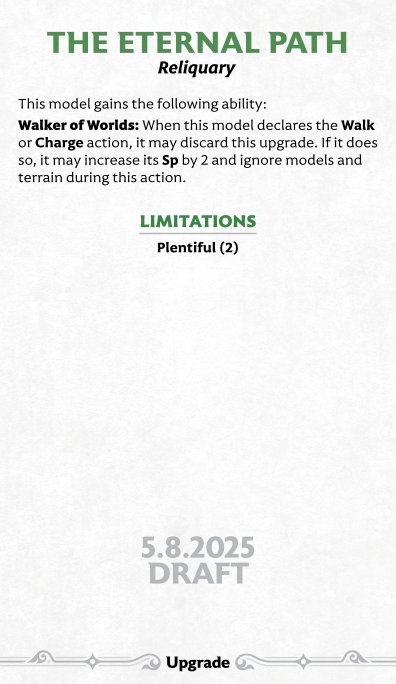 THE ETERNAL PATH
Reliquary
This model gains the following ability:
Walker of Worlds: When this model declares the Walk
or Charge action, it may discard this upgrade. If it does
so, it may increase its Sp by 2 and ignore models and
terrain during this action.
LIMITATIONS
Plentiful (2)
5.8.2025
DRAFT
Upgrade